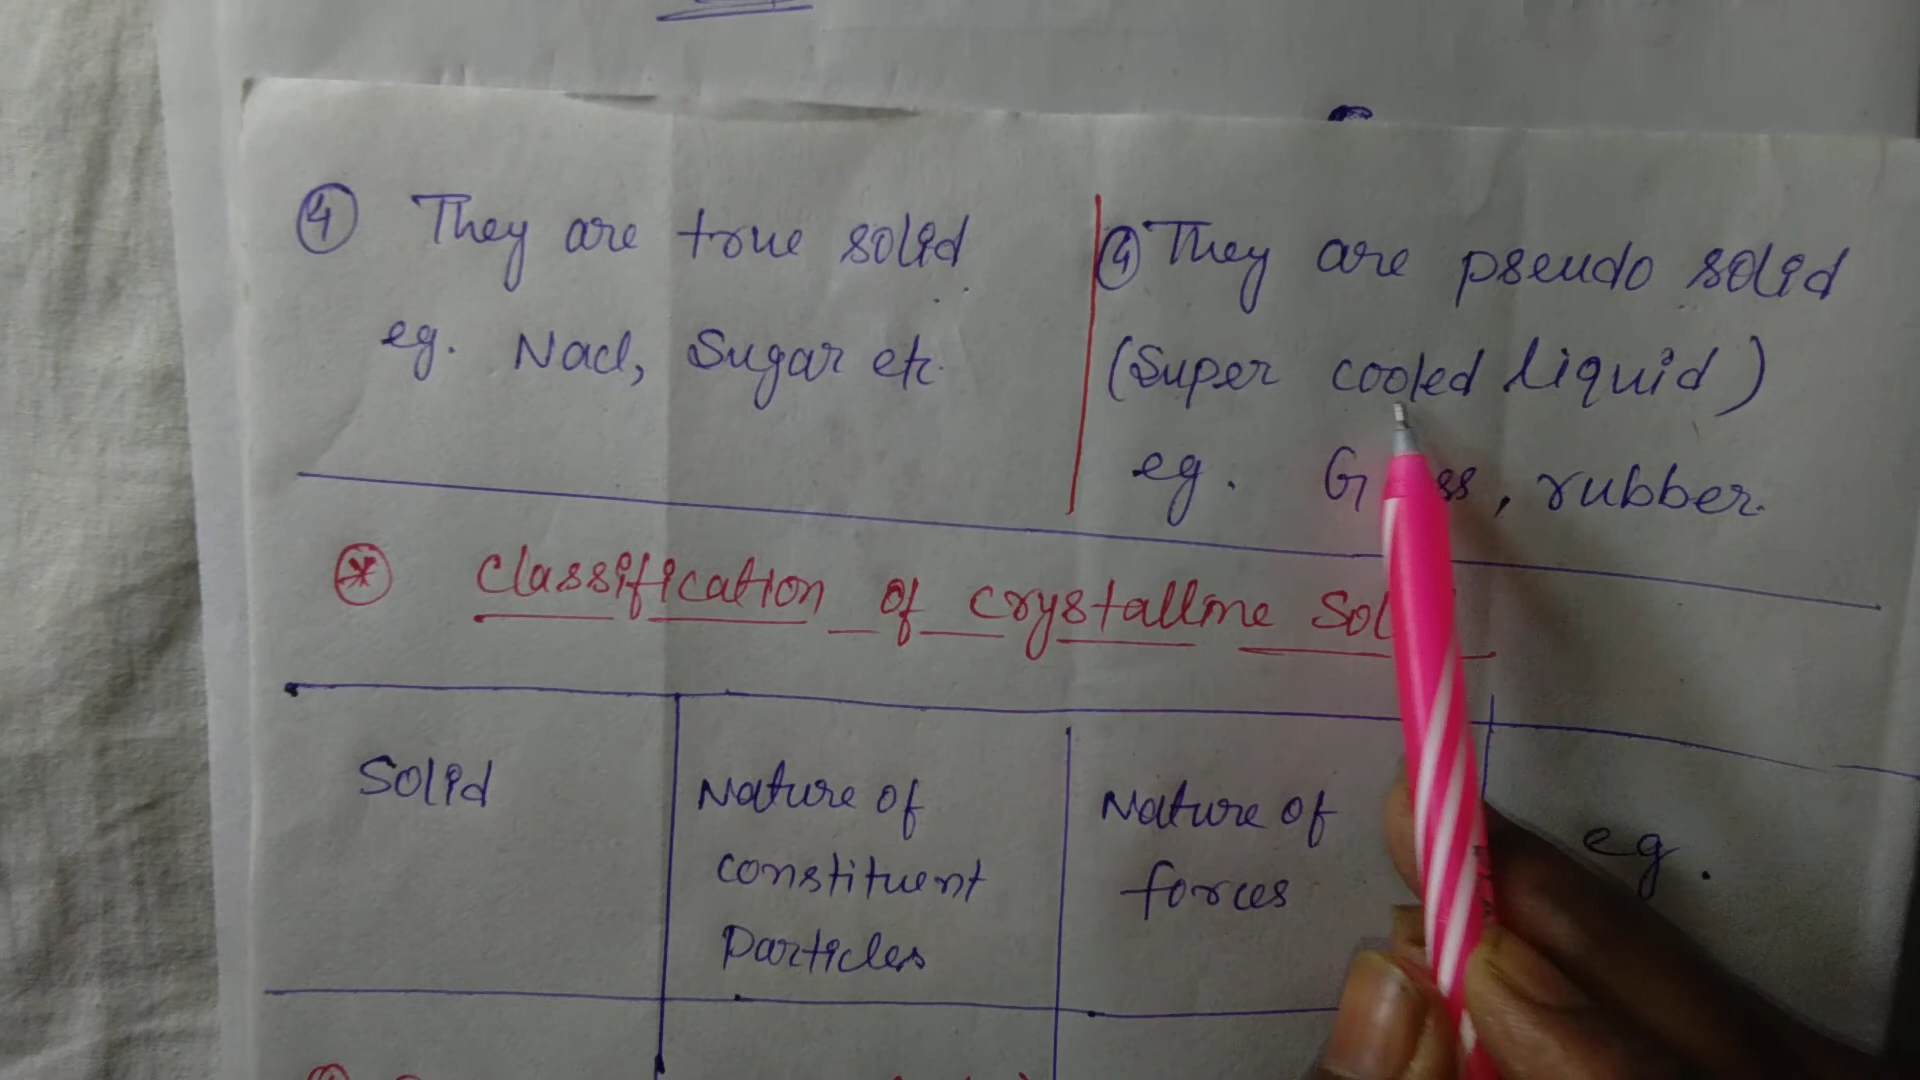 ④ They are true solid
eg. Nacl, Sugar etc.
④ They are pseudo solid
(Super cooled liquid)
eg. , rubber.
* Classification of crystalline
Solid
Nature of
constituent
Particles
Nature of
forces
eg.